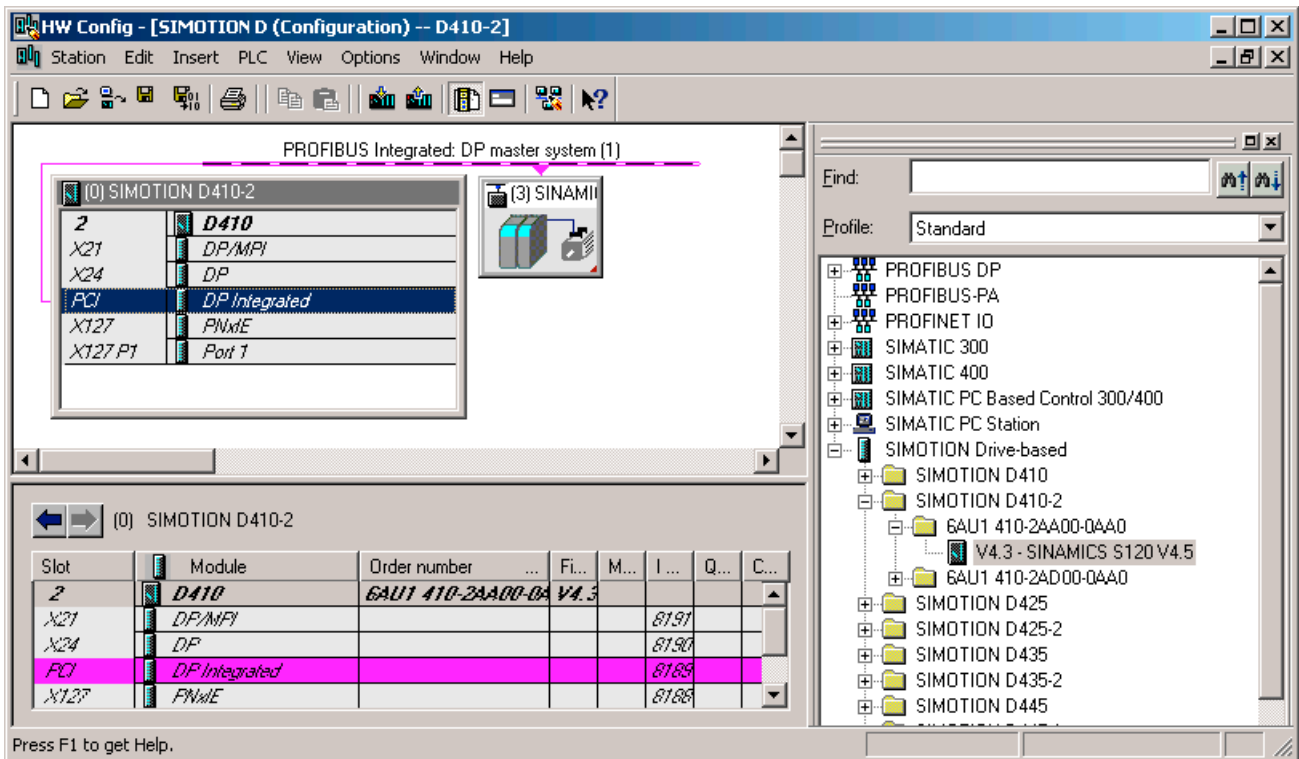 HW Config - [SIMOTION D (Configuration) -- D410-2]
Station Edit Insert PLC View Options Window Help
PROFIBUS Integrated: DP master system (1)
(0) SIMOTION D410-2
2 D410
X21 DP/MPI
X24 DP
PCI DP Integrated
X127 PNxIE
X127 P1 Port 1
(3) SINAMI
Find:
Profile: Standard
PROFIBUS DP
PROFIBUS-PA
PROFINET IO
SIMATIC 300
SIMATIC 400
SIMATIC PC Based Control 300/400
SIMATIC PC Station
SIMOTION Drive-based
SIMOTION D410
SIMOTION D410-2
6AU1 410-2AA00-0AA0
V4.3 - SINAMICS S120 V4.5
6AU1 410-2AD00-0AA0
SIMOTION D425
SIMOTION D425-2
SIMOTION D435
SIMOTION D435-2
SIMOTION D445
(0) SIMOTION D410-2
Slot Module Order number ... Fi... M... I ... Q... C...
2 D410 6AU1 410-2AA00-0A V4.3
X21 DP/MPI 8191
X24 DP 8190
PCI DP Integrated 8189
X127 PNxIE 8188
Press F1 to get Help.